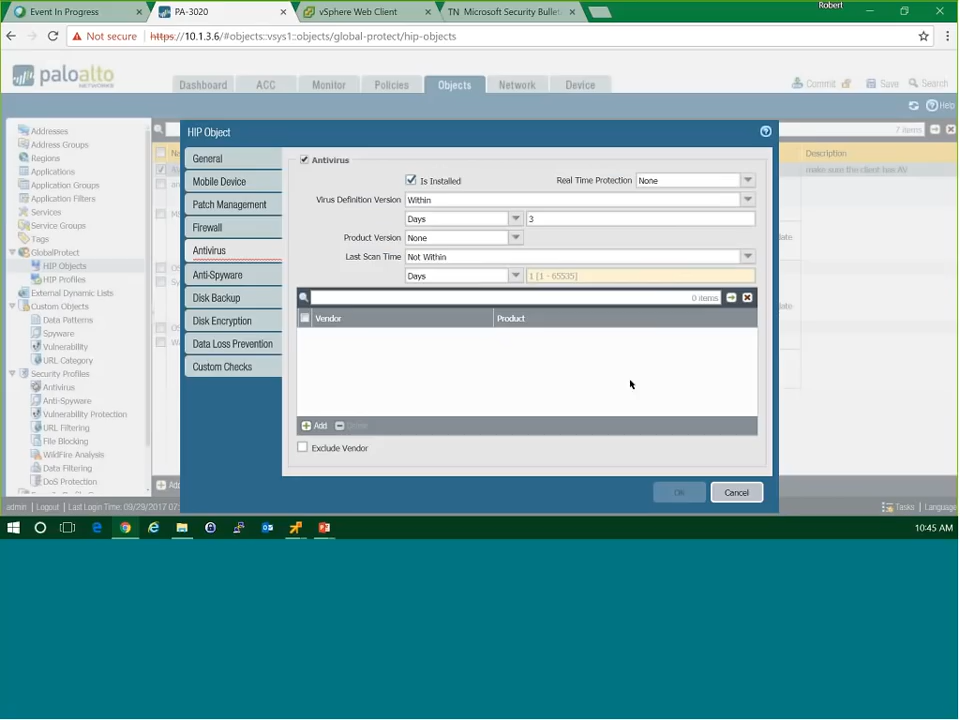 Robert
Event In Progress
PA-3020
vSphere Web Client
TN Microsoft Security Bullet
Not secure https://10.1.3.6/#objects::vsys1::objects/global-protect/hip-objects
paloalto
NETWORKS
Dashboard ACC Monitor Policies Objects Network Device
Commit Save Search
Help
7 items
Addresses
Address Groups
Regions
Applications
Application Groups
Application Filters
Services
Service Groups
Tags
GlobalProtect
HIP Objects
HIP Profiles
External Dynamic Lists
Custom Objects
Data Patterns
Spyware
Vulnerability
URL Category
Security Profiles
Antivirus
Anti-Spyware
Vulnerability Protection
URL Filtering
File Blocking
WildFire Analysis
Data Filtering
DoS Protection
Description
make sure the client has AV
date
date
HIP Object
General
Mobile Device
Patch Management
Firewall
Antivirus
Anti-Spyware
Disk Backup
Disk Encryption
Data Loss Prevention
Custom Checks
Antivirus
Is Installed
Real Time Protection None
Virus Definition Version Within
Days 3
Product Version None
Last Scan Time Not Within
Days 1 [1 - 65535]
0 items
Vendor Product
Add Delete
Exclude Vendor
OK Cancel
admin Logout Last Login Time: 09/29/2017 07:
Tasks Language
10:45 AM